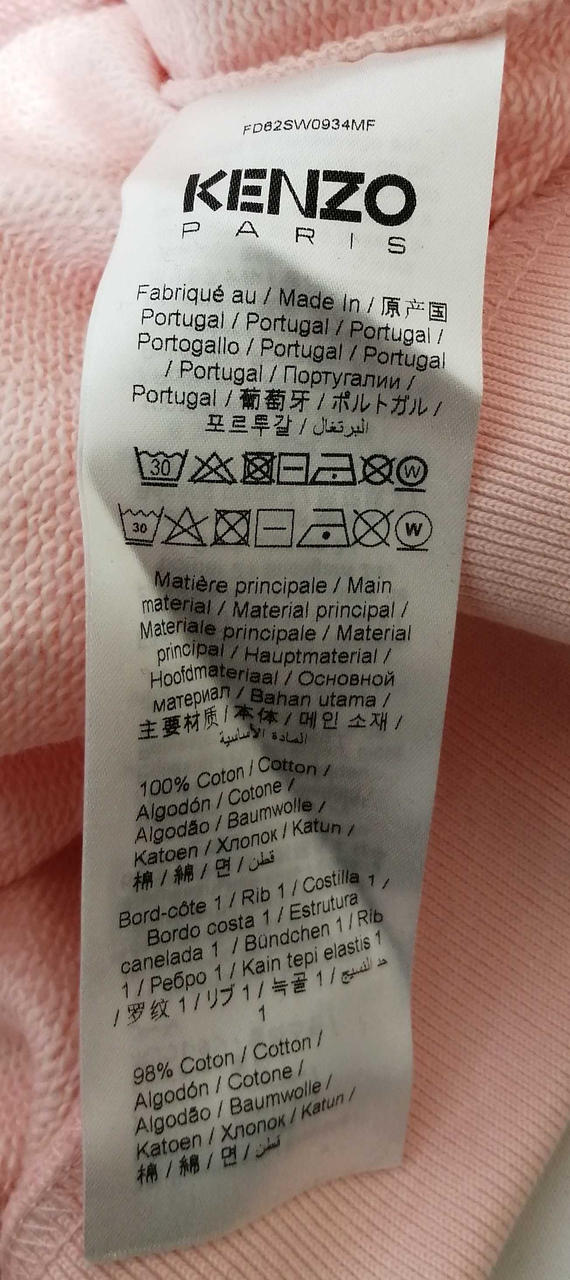 FD62SW0934MF
KENZO
PARIS
Fabriqué au / Made In / 原产国
Portugal / Portugal / Portugal /
Portogallo / Portugal / Portugal
/ Portugal / Португалии /
Portugal / 葡萄牙 / ポルトガル /
포르투갈 / البرتغال
30 W
30 W
Matière principale / Main
material / Material principal /
Materiale principale / Material
principal / Hauptmaterial /
Hoofdmateriaal / Основной
материал / Bahan utama /
主要材质 / 本体 / 메인 소재 /
المادة الأساسية
100% Coton / Cotton /
Algodón / Cotone /
Algodão / Baumwolle /
Katoen / Хлопок / Katun /
棉 / 綿 / 면 / قطن
Bord-côte 1 / Rib 1 / Costilla 1 /
Bordo costa 1 / Estrutura
canelada 1 / Bündchen 1 / Rib
1 / Ребро 1 / Kain tepi elastis 1
/ 罗纹 1 / リブ 1 / 늑골 1 / حد النسيج
1
98% Coton / Cotton /
Algodón / Cotone /
Algodão / Baumwolle /
Katoen / Хлопок / Katun /
棉 / 綿 / 면 / قطن